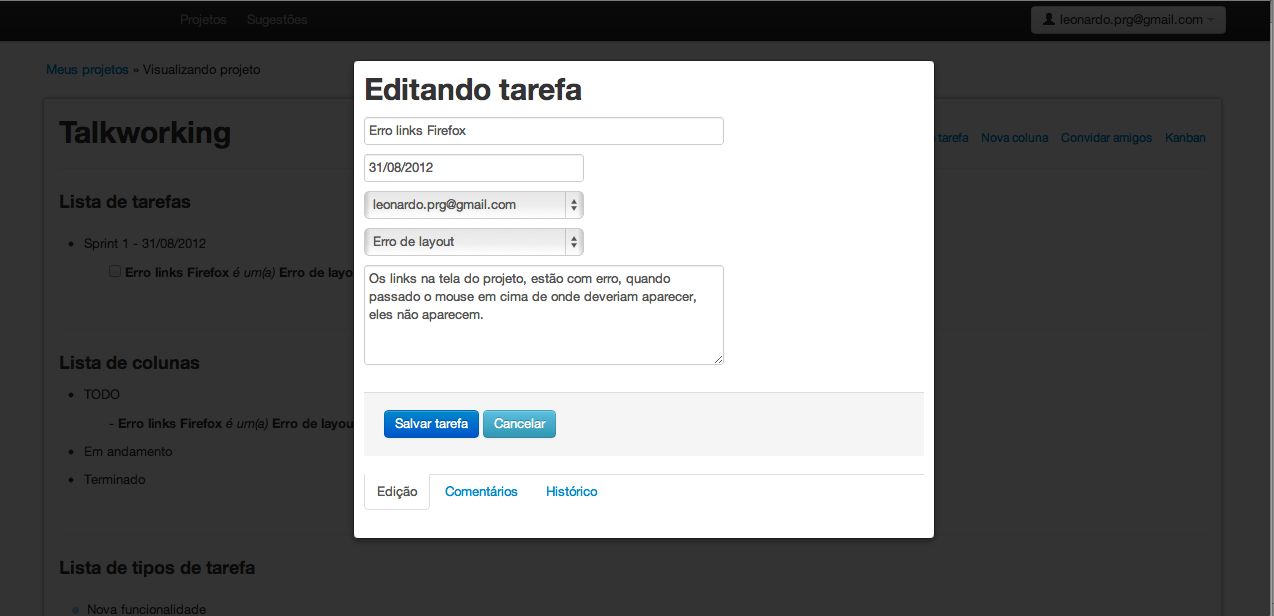 Projetos Sugestões leonardo.prg@gmail.com
Meus projetos » Visualizando projeto
Talkworking
tarefa Nova coluna Convidar amigos Kanban
Lista de tarefas
Sprint 1 - 31/08/2012
Erro links Firefox é um(a) Erro de layo
Lista de colunas
TODO
- Erro links Firefox é um(a) Erro de layou
Em andamento
Terminado
Lista de tipos de tarefa
Nova funcionalidade
Editando tarefa
Erro links Firefox
31/08/2012
leonardo.prg@gmail.com
Erro de layout
Os links na tela do projeto, estão com erro, quando
passado o mouse em cima de onde deveriam aparecer,
eles não aparecem.
Salvar tarefa Cancelar
Edição Comentários Histórico